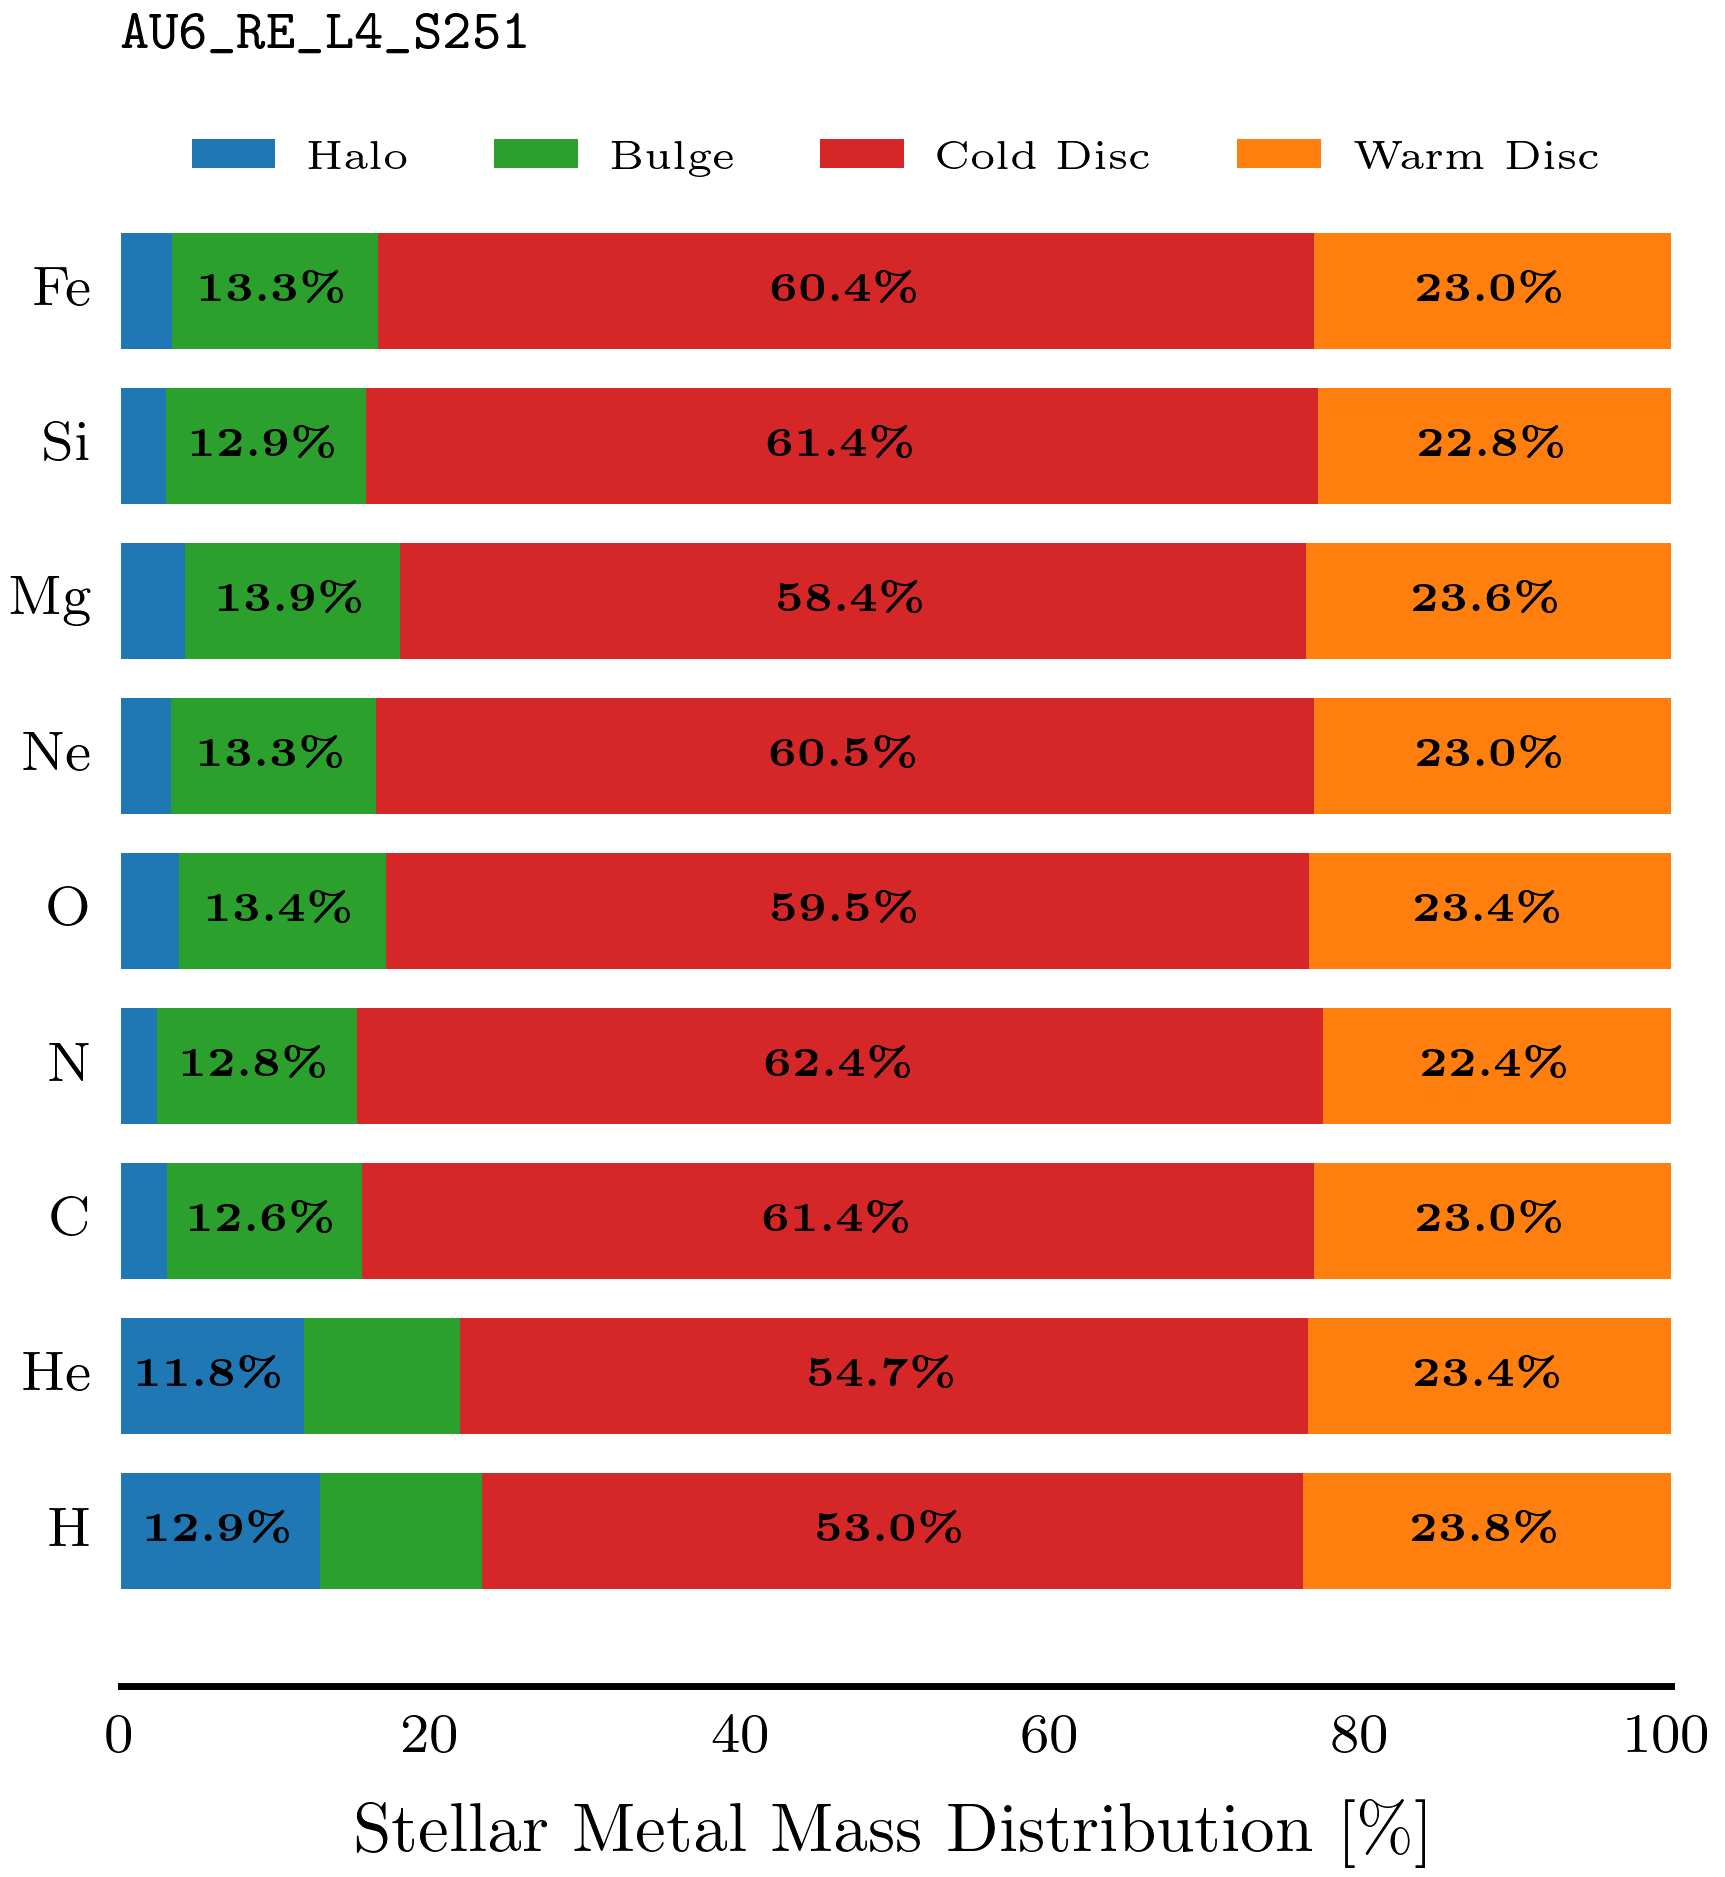 AU6_RE_L4_S251
Halo Bulge Cold Disc Warm Disc
Fe 13.3% 60.4% 23.0%
Si 12.9% 61.4% 22.8%
Mg 13.9% 58.4% 23.6%
Ne 13.3% 60.5% 23.0%
O 13.4% 59.5% 23.4%
N 12.8% 62.4% 22.4%
C 12.6% 61.4% 23.0%
He 11.8% 54.7% 23.4%
H 12.9% 53.0% 23.8%
0 20 40 60 80 100
Stellar Metal Mass Distribution [%]